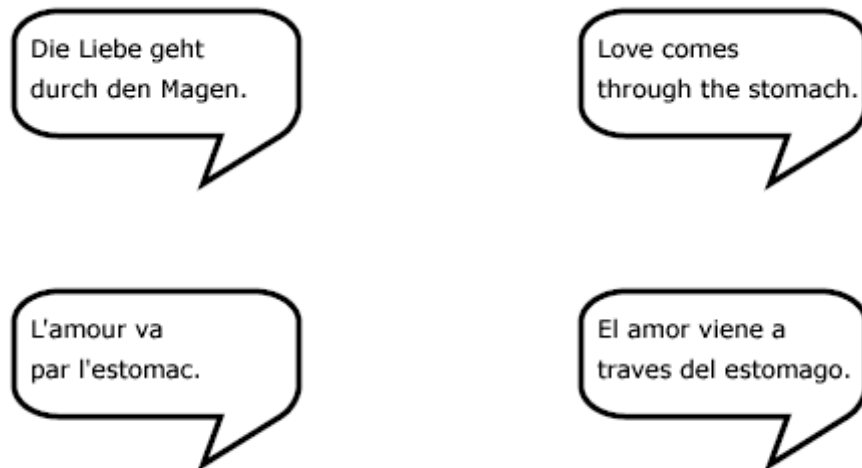 Die Liebe geht
durch den Magen.
Love comes
through the stomach.
L'amour va
par l'estomac.
El amor viene a
traves del estomago.